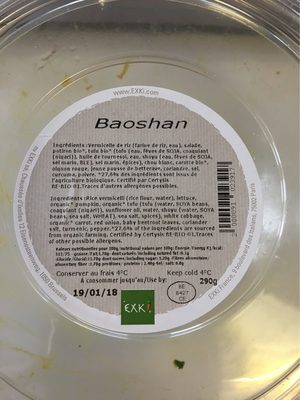 www.EXKi.com
Baoshan
Ingrédients :Vermicelle de riz (farine de riz, eau), salade,
potiron bio*, tofu bio* (tofu (eau, fèves de SOJA, coagulant
(nigari)), huile de tournesol, eau, shoyu (eau, fèves de SOJA,
sel marin, BLE), sel marin, épices), chou blanc, carotte bio*,
oignon rouge, jeune pousse de betterave, coriandre, sel,
curcuma, poivre. *27,6% des ingrédient sont issus de
l'agriculture biologique. Certifié par Certisys
BE-BIO-01.Traces d'autres allergènes possibles.
Ingredients :Rice vermicelli (rice flour, water), lettuce,
organic* pumpkin, organic* tofu (tofu (water, SOYA beans,
coagulant (nigari)), sunflower oil, water, shoyu (water, SOYA
beans, sea salt, WHEAT), sea salt, spices), white cabbage,
organic* carrot, red onion, baby beetroot leaves, coriander
salt, turmeric, pepper. *27.6% of the ingredients are sourced
from organic farming. Certified by Certysis BE-BIO-01.Traces
of other possible allergens.
Conserver au frais 4°C Keep cold 4°C
A consommer jusqu'au/Use by
19/01/18
290g
EXKi
BE
CE